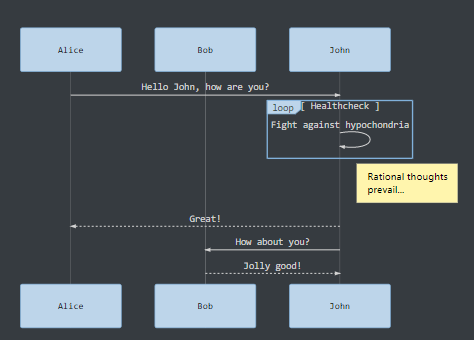 Alice
Bob
John
Hello John, how are you?
loop
[ Healthcheck ]
Fight against hypochondria
Rational thoughts
prevail...
Great!
How about you?
Jolly good!
Alice
Bob
John